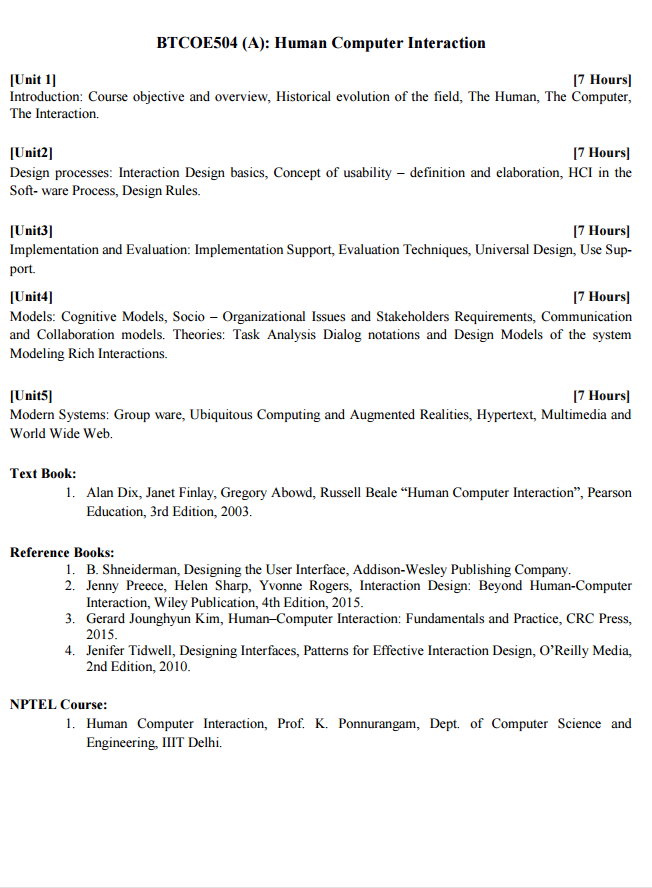 BTCOE504 (A): Human Computer Interaction
[Unit 1] [7 Hours]
Introduction: Course objective and overview, Historical evolution of the field, The Human, The Computer,
The Interaction.
[Unit2] [7 Hours]
Design processes: Interaction Design basics, Concept of usability – definition and elaboration, HCI in the
Soft- ware Process, Design Rules.
[Unit3] [7 Hours]
Implementation and Evaluation: Implementation Support, Evaluation Techniques, Universal Design, Use Sup-
port.
[Unit4] [7 Hours]
Models: Cognitive Models, Socio – Organizational Issues and Stakeholders Requirements, Communication
and Collaboration models. Theories: Task Analysis Dialog notations and Design Models of the system
Modeling Rich Interactions.
[Unit5] [7 Hours]
Modern Systems: Group ware, Ubiquitous Computing and Augmented Realities, Hypertext, Multimedia and
World Wide Web.
Text Book:
1. Alan Dix, Janet Finlay, Gregory Abowd, Russell Beale “Human Computer Interaction”, Pearson
Education, 3rd Edition, 2003.
Reference Books:
1. B. Shneiderman, Designing the User Interface, Addison-Wesley Publishing Company.
2. Jenny Preece, Helen Sharp, Yvonne Rogers, Interaction Design: Beyond Human-Computer
Interaction, Wiley Publication, 4th Edition, 2015.
3. Gerard Jounghyun Kim, Human–Computer Interaction: Fundamentals and Practice, CRC Press,
2015.
4. Jenifer Tidwell, Designing Interfaces, Patterns for Effective Interaction Design, O’Reilly Media,
2nd Edition, 2010.
NPTEL Course:
1. Human Computer Interaction, Prof. K. Ponnurangam, Dept. of Computer Science and
Engineering, IIIT Delhi.